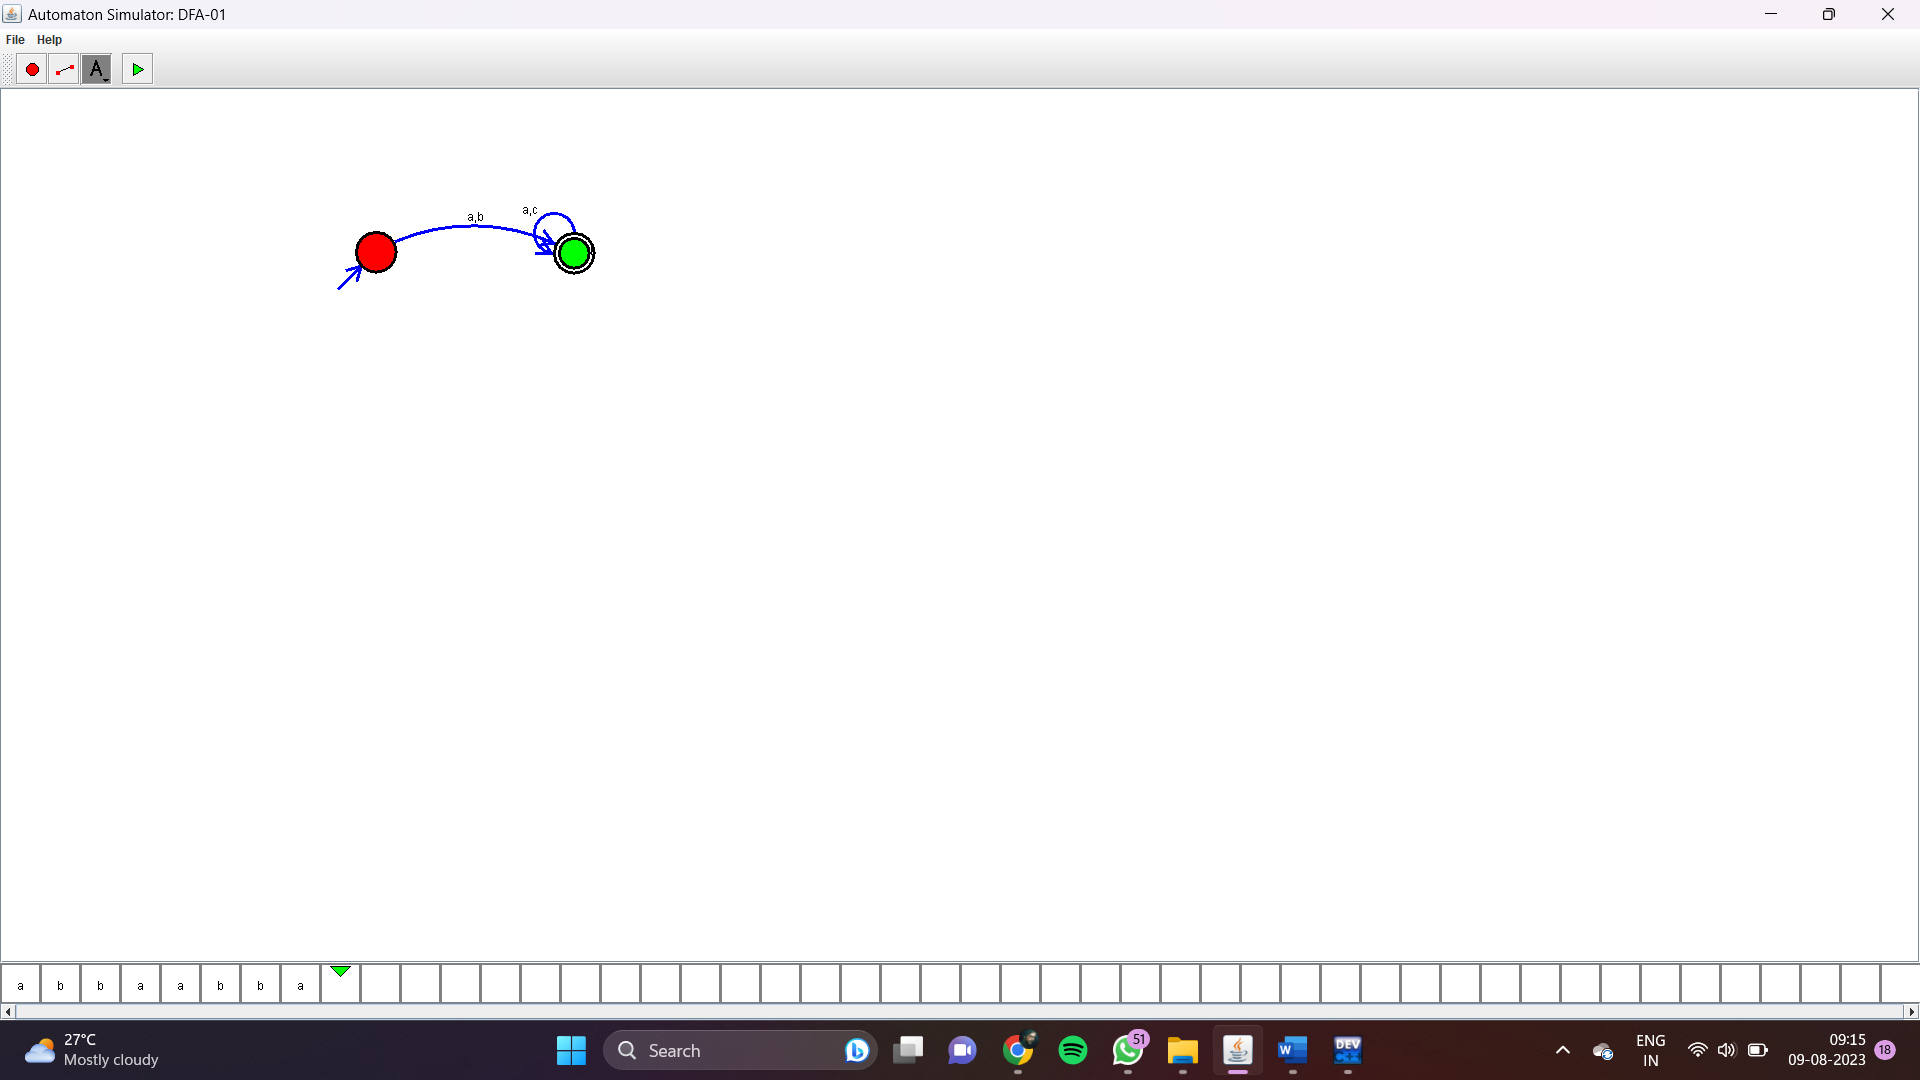 Automaton Simulator: DFA-01
File Help
A
a,b
a,c
a b b a a b b a
27°C
Mostly cloudy
Search
51
W
DEV
C++
ENG
IN
09:15
09-08-2023
18